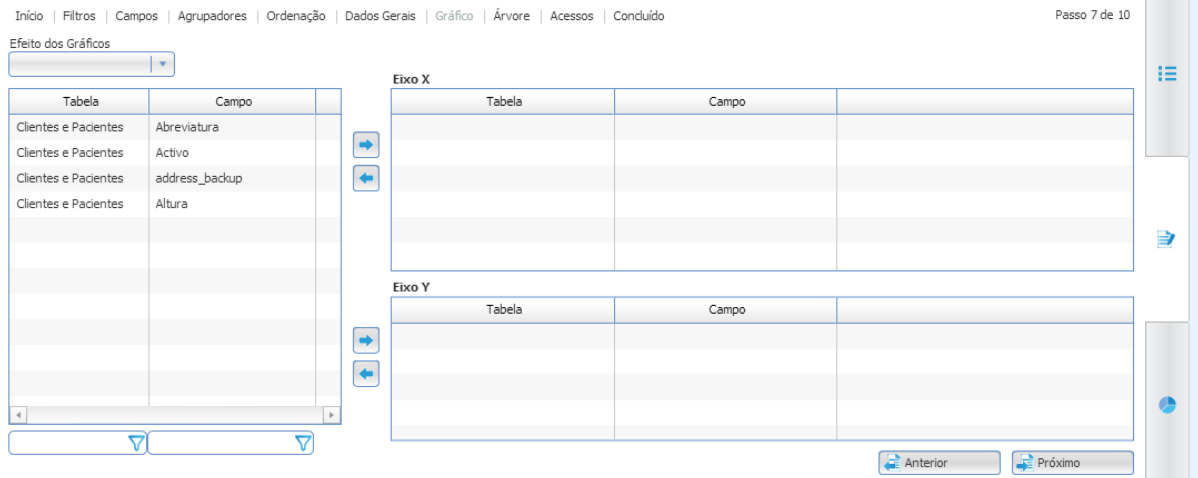 Início | Filtros | Campos | Agrupadores | Ordenação | Dados Gerais | Gráfico | Árvore | Acessos | Concluído Passo 7 de 10
Efeito dos Gráficos
Eixo X
Tabela Campo
Clientes e Pacientes Abreviatura
Clientes e Pacientes Activo
Clientes e Pacientes address_backup
Clientes e Pacientes Altura
Tabela Campo
Eixo Y
Tabela Campo
Anterior Próximo